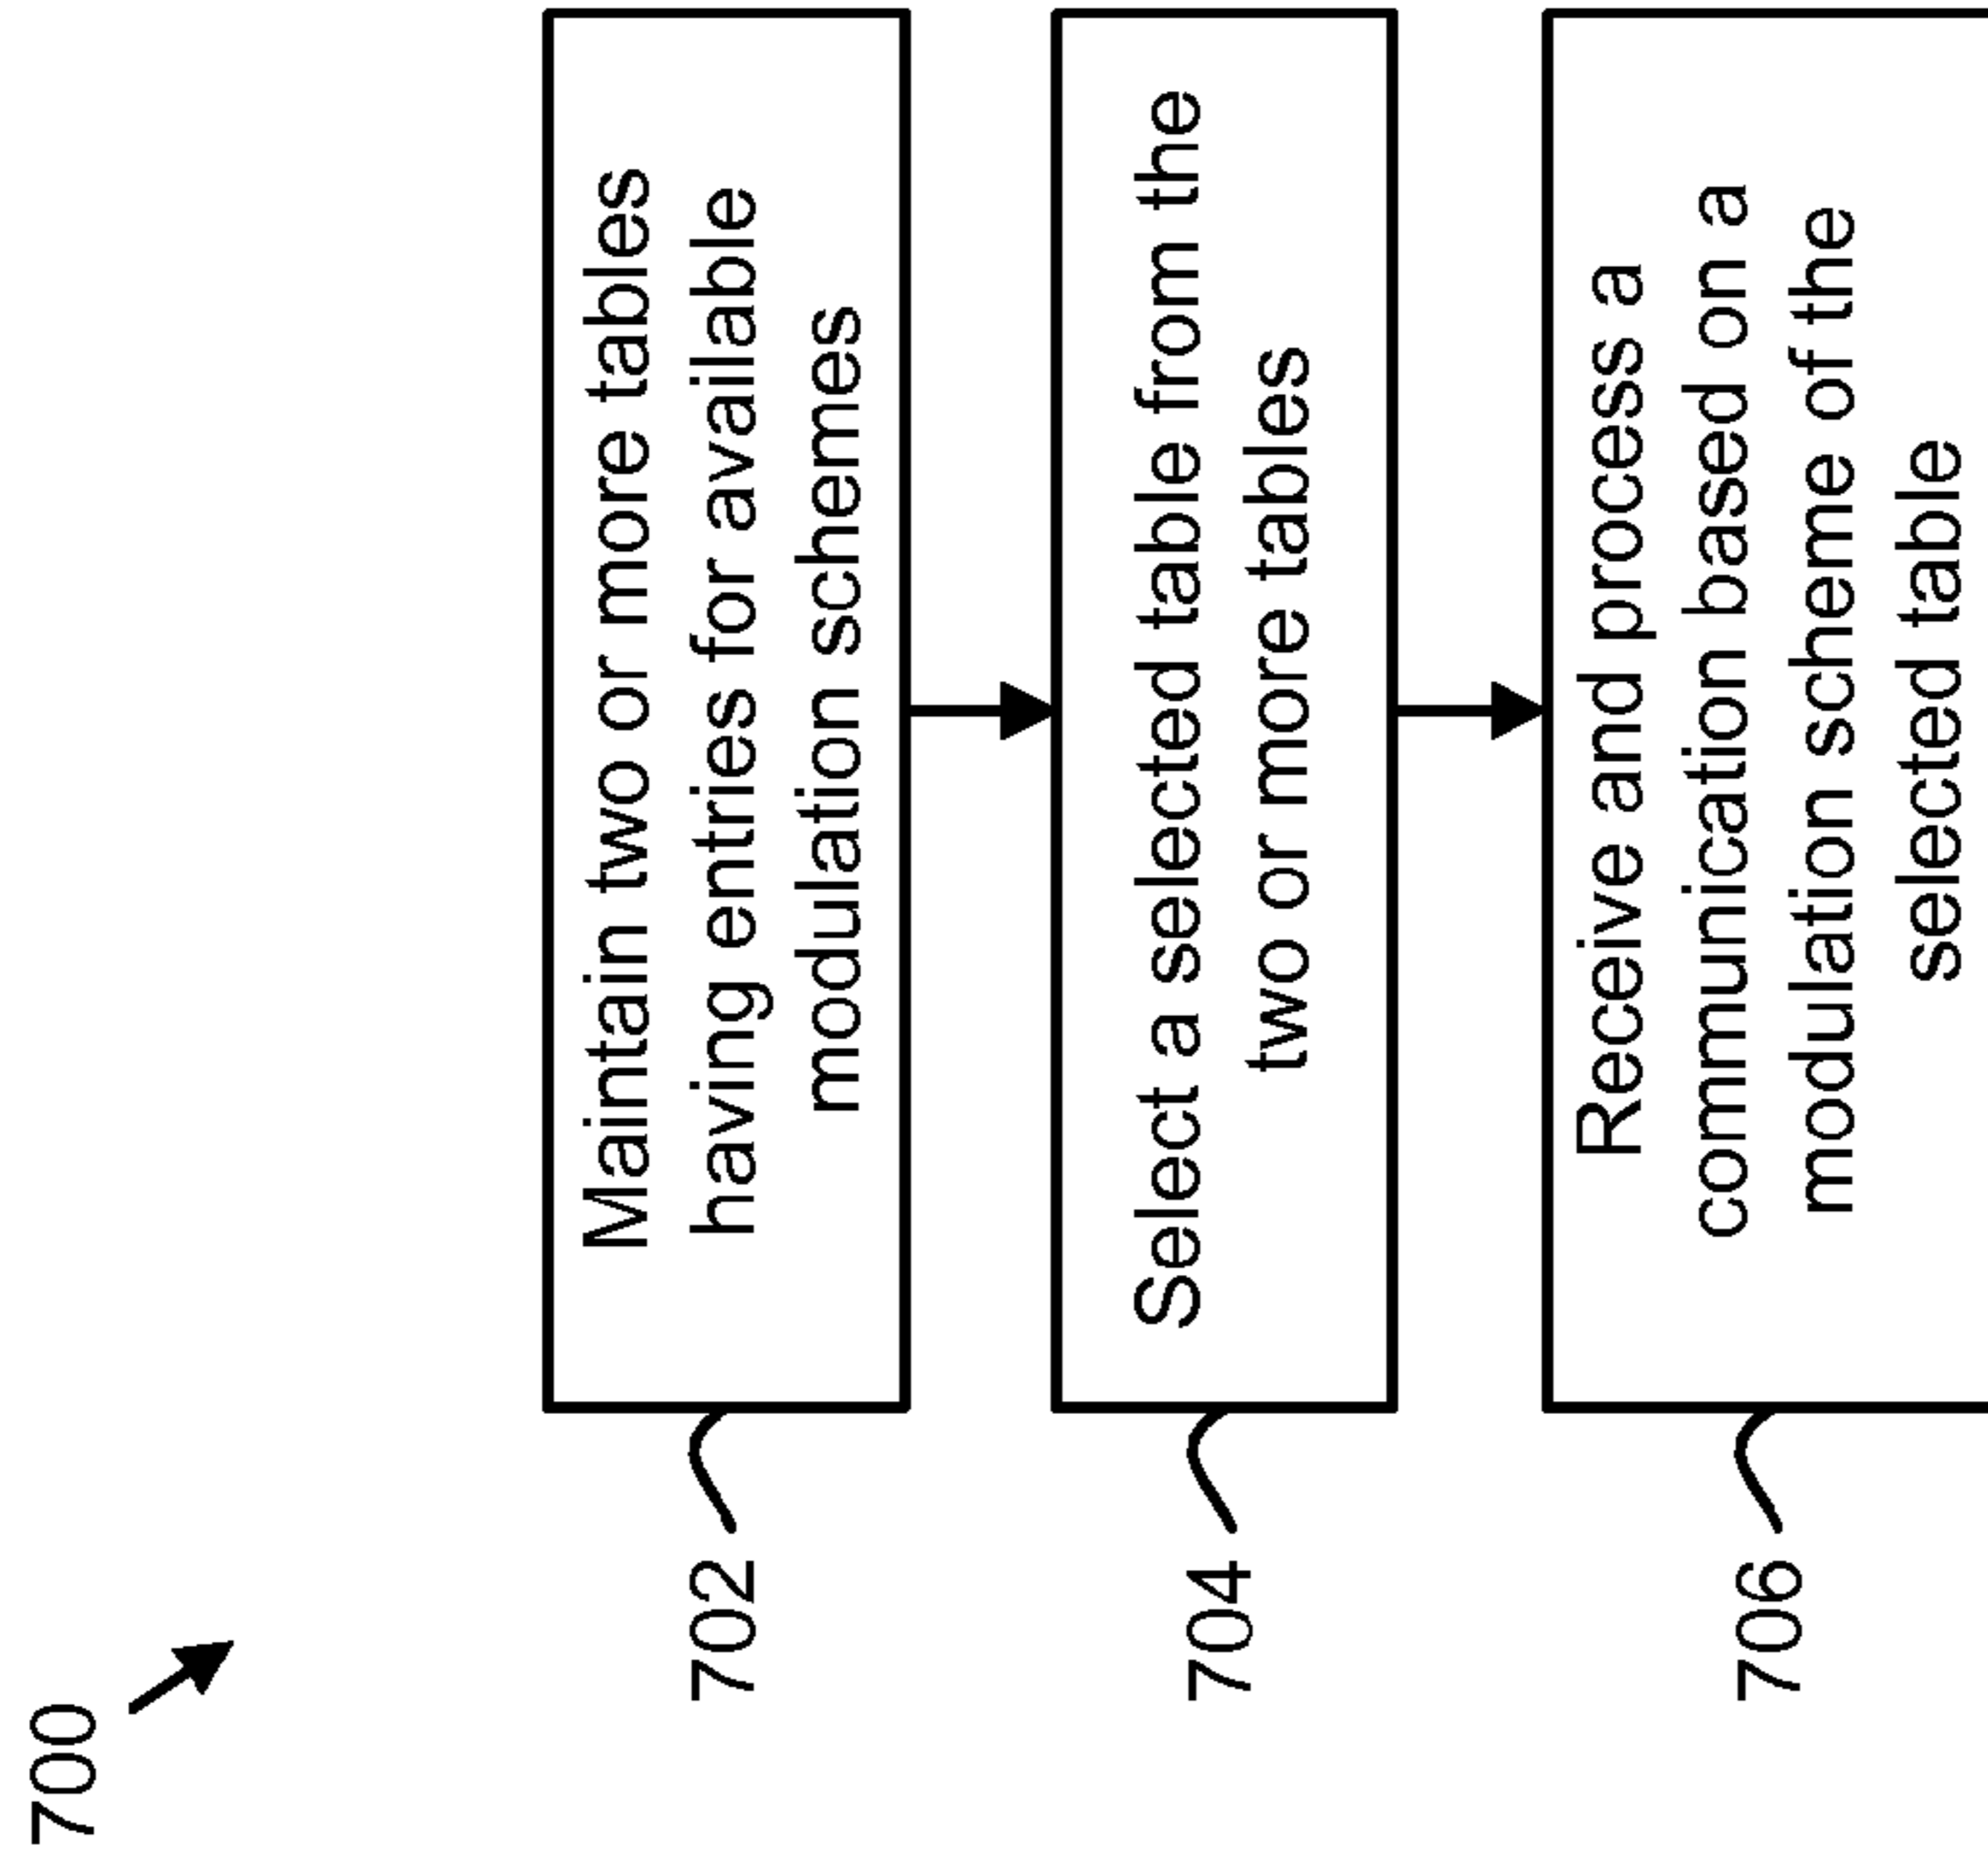 700
702
Maintain two or more tables
having entries for available
modulation schemes
704
Select a selected table from the
two or more tables
706
Receive and process a
communication based on a
modulation scheme of the
selected table